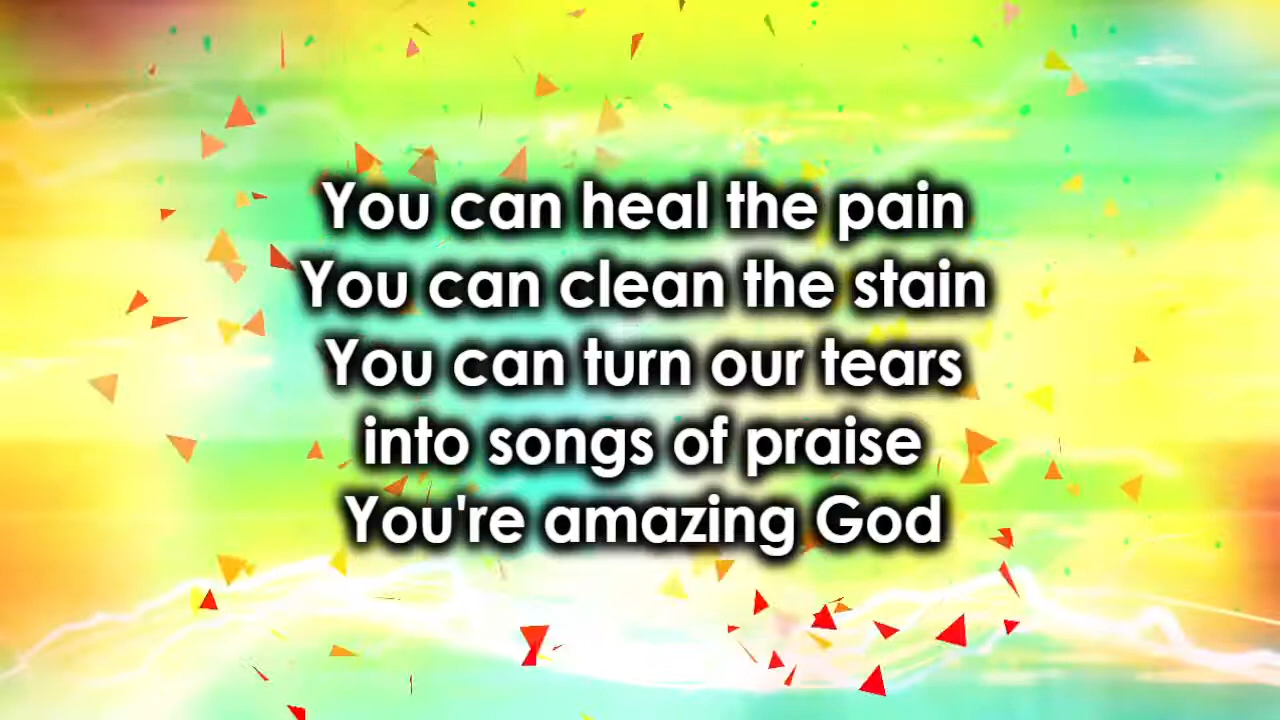 You can heal the pain
You can clean the stain
You can turn our tears
into songs of praise
You're amazing God